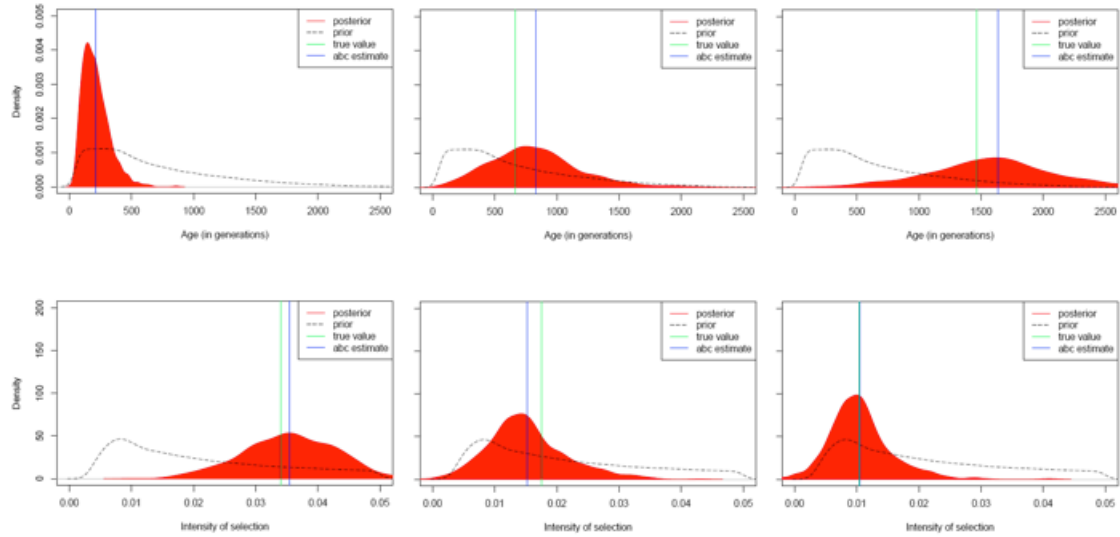 0.005
0.004
0.003
0.002
0.001
0.000
Density
posterior
prior
true value
abc estimate
0 500 1000 1500 2000 2500
Age (in generations)
posterior
prior
true value
abc estimate
0 500 1000 1500 2000 2500
Age (in generations)
posterior
prior
true value
abc estimate
0 500 1000 1500 2000 2500
Age (in generations)
200
150
100
50
0
Density
posterior
prior
true value
abc estimate
0.00 0.01 0.02 0.03 0.04 0.05
Intensity of selection
posterior
prior
true value
abc estimate
0.00 0.01 0.02 0.03 0.04 0.05
Intensity of selection
posterior
prior
true value
abc estimate
0.00 0.01 0.02 0.03 0.04 0.05
Intensity of selection